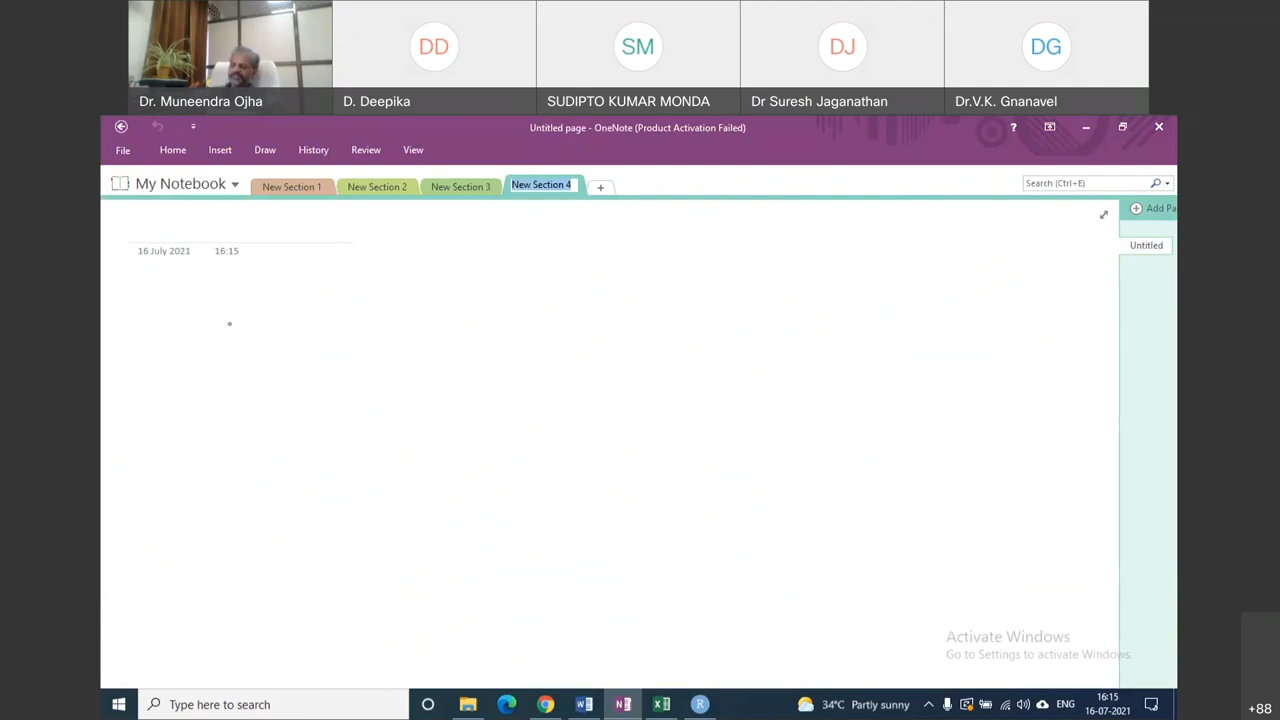 DD
SM
DJ
DG
Dr. Muneendra Ojha
D. Deepika
SUDIPTO KUMAR MONDA
Dr Suresh Jaganathan
Dr.V.K. Gnanavel
Untitled page - OneNote (Product Activation Failed)
?
File
Home
Insert
Draw
History
Review
View
My Notebook
New Section 1
New Section 2
New Section 3
New Section 4
+
Search (Ctrl+E)
Add Pa
Untitled
16 July 2021 16:15
Activate Windows
Go to Settings to activate Windows.
Type here to search
34°C Partly sunny
ENG
16:15
16-07-2021
+88